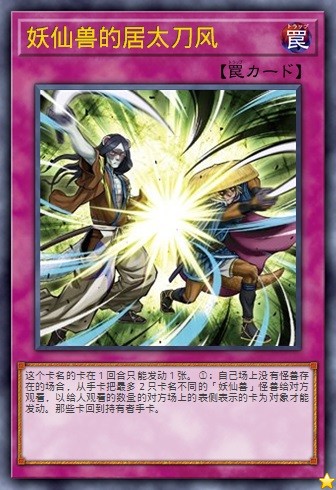 妖仙兽的居太刀风
トラップ
罠
【罠カード】
这个卡名的卡在１回合只能发动１张。①：自己场上没有怪兽存
在的场合，从手卡把最多２只卡名不同的「妖仙兽」怪兽给对方
观看，以给人观看的数量的对方场上的表侧表示的卡为对象才能
发动。那些卡回到持有者手卡。